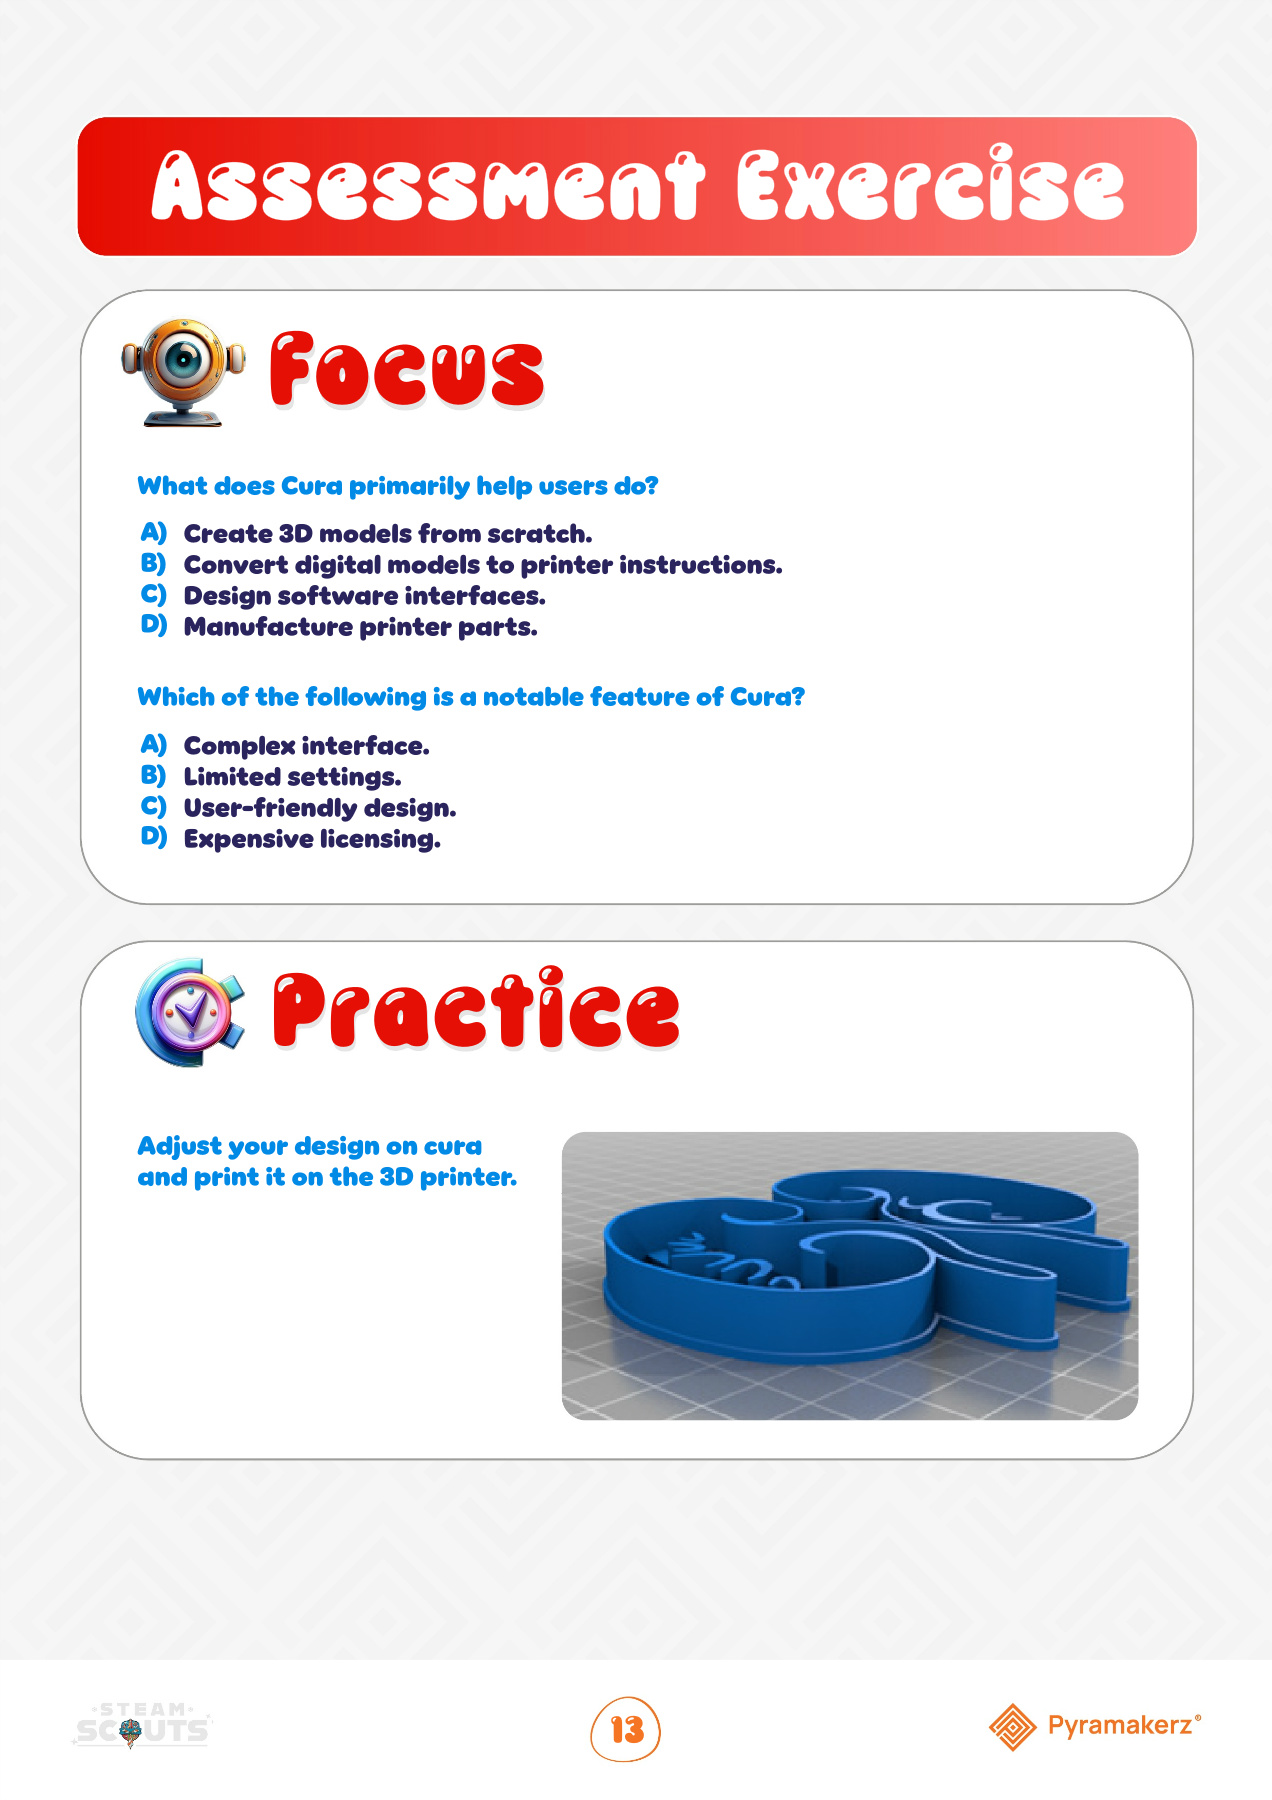 Assessment Exercise
Focus
What does Cura primarily help users do?
A) Create 3D models from scratch.
B) Convert digital models to printer instructions.
C) Design software interfaces.
D) Manufacture printer parts.
Which of the following is a notable feature of Cura?
A) Complex interface.
B) Limited settings.
C) User-friendly design.
D) Expensive licensing.
Practice
Adjust your design on cura
and print it on the 3D printer.
STEAM
SCOUTS
13
Pyramakerz®